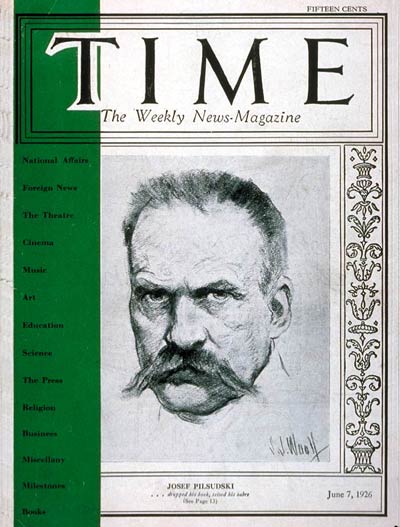 FIFTEEN CENTS
TIME
The Weekly News-Magazine
National Affairs
Foreign News
The Theatre
Cinema
Music
Art
Education
Science
The Press
Religion
Business
Miscellany
Milestones
Books
S.J. Woolf
JOSEF PILSUDSKI
. . . dropped his book, seized his sabre
(See Page 13)
June 7, 1926